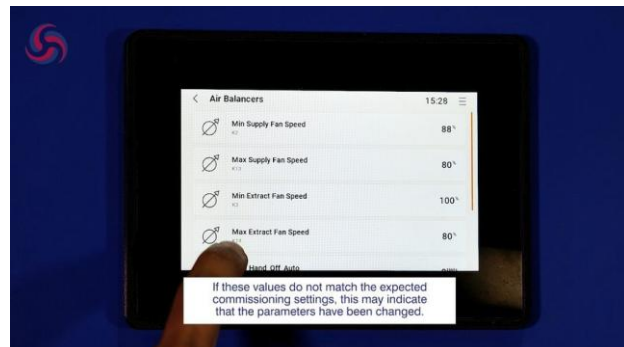 < Air Balancers 15:28
Min Supply Fan Speed 88%
K2
Max Supply Fan Speed 80%
Min Extract Fan Speed 100%
K3
Max Extract Fan Speed 80%
Hand Off Auto
If these values do not match the expected
commissioning settings, this may indicate
that the parameters have been changed.